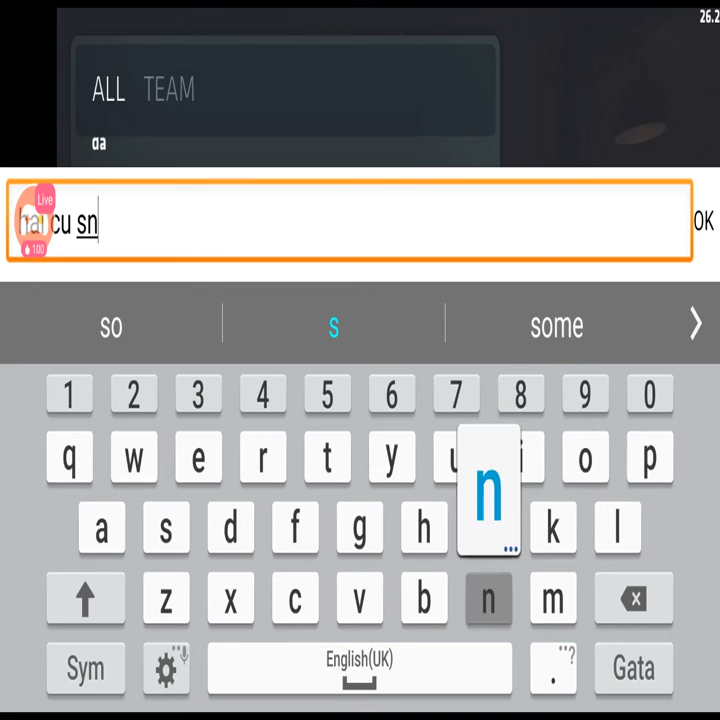 26.2
ALL TEAM
da
Live
hai cu sn
OK
100
so s some
1 2 3 4 5 6 7 8 9 0
q w e r t y u i o p
n
a s d f g h k l
z x c v b n m
Sym English(UK) . ? Gata